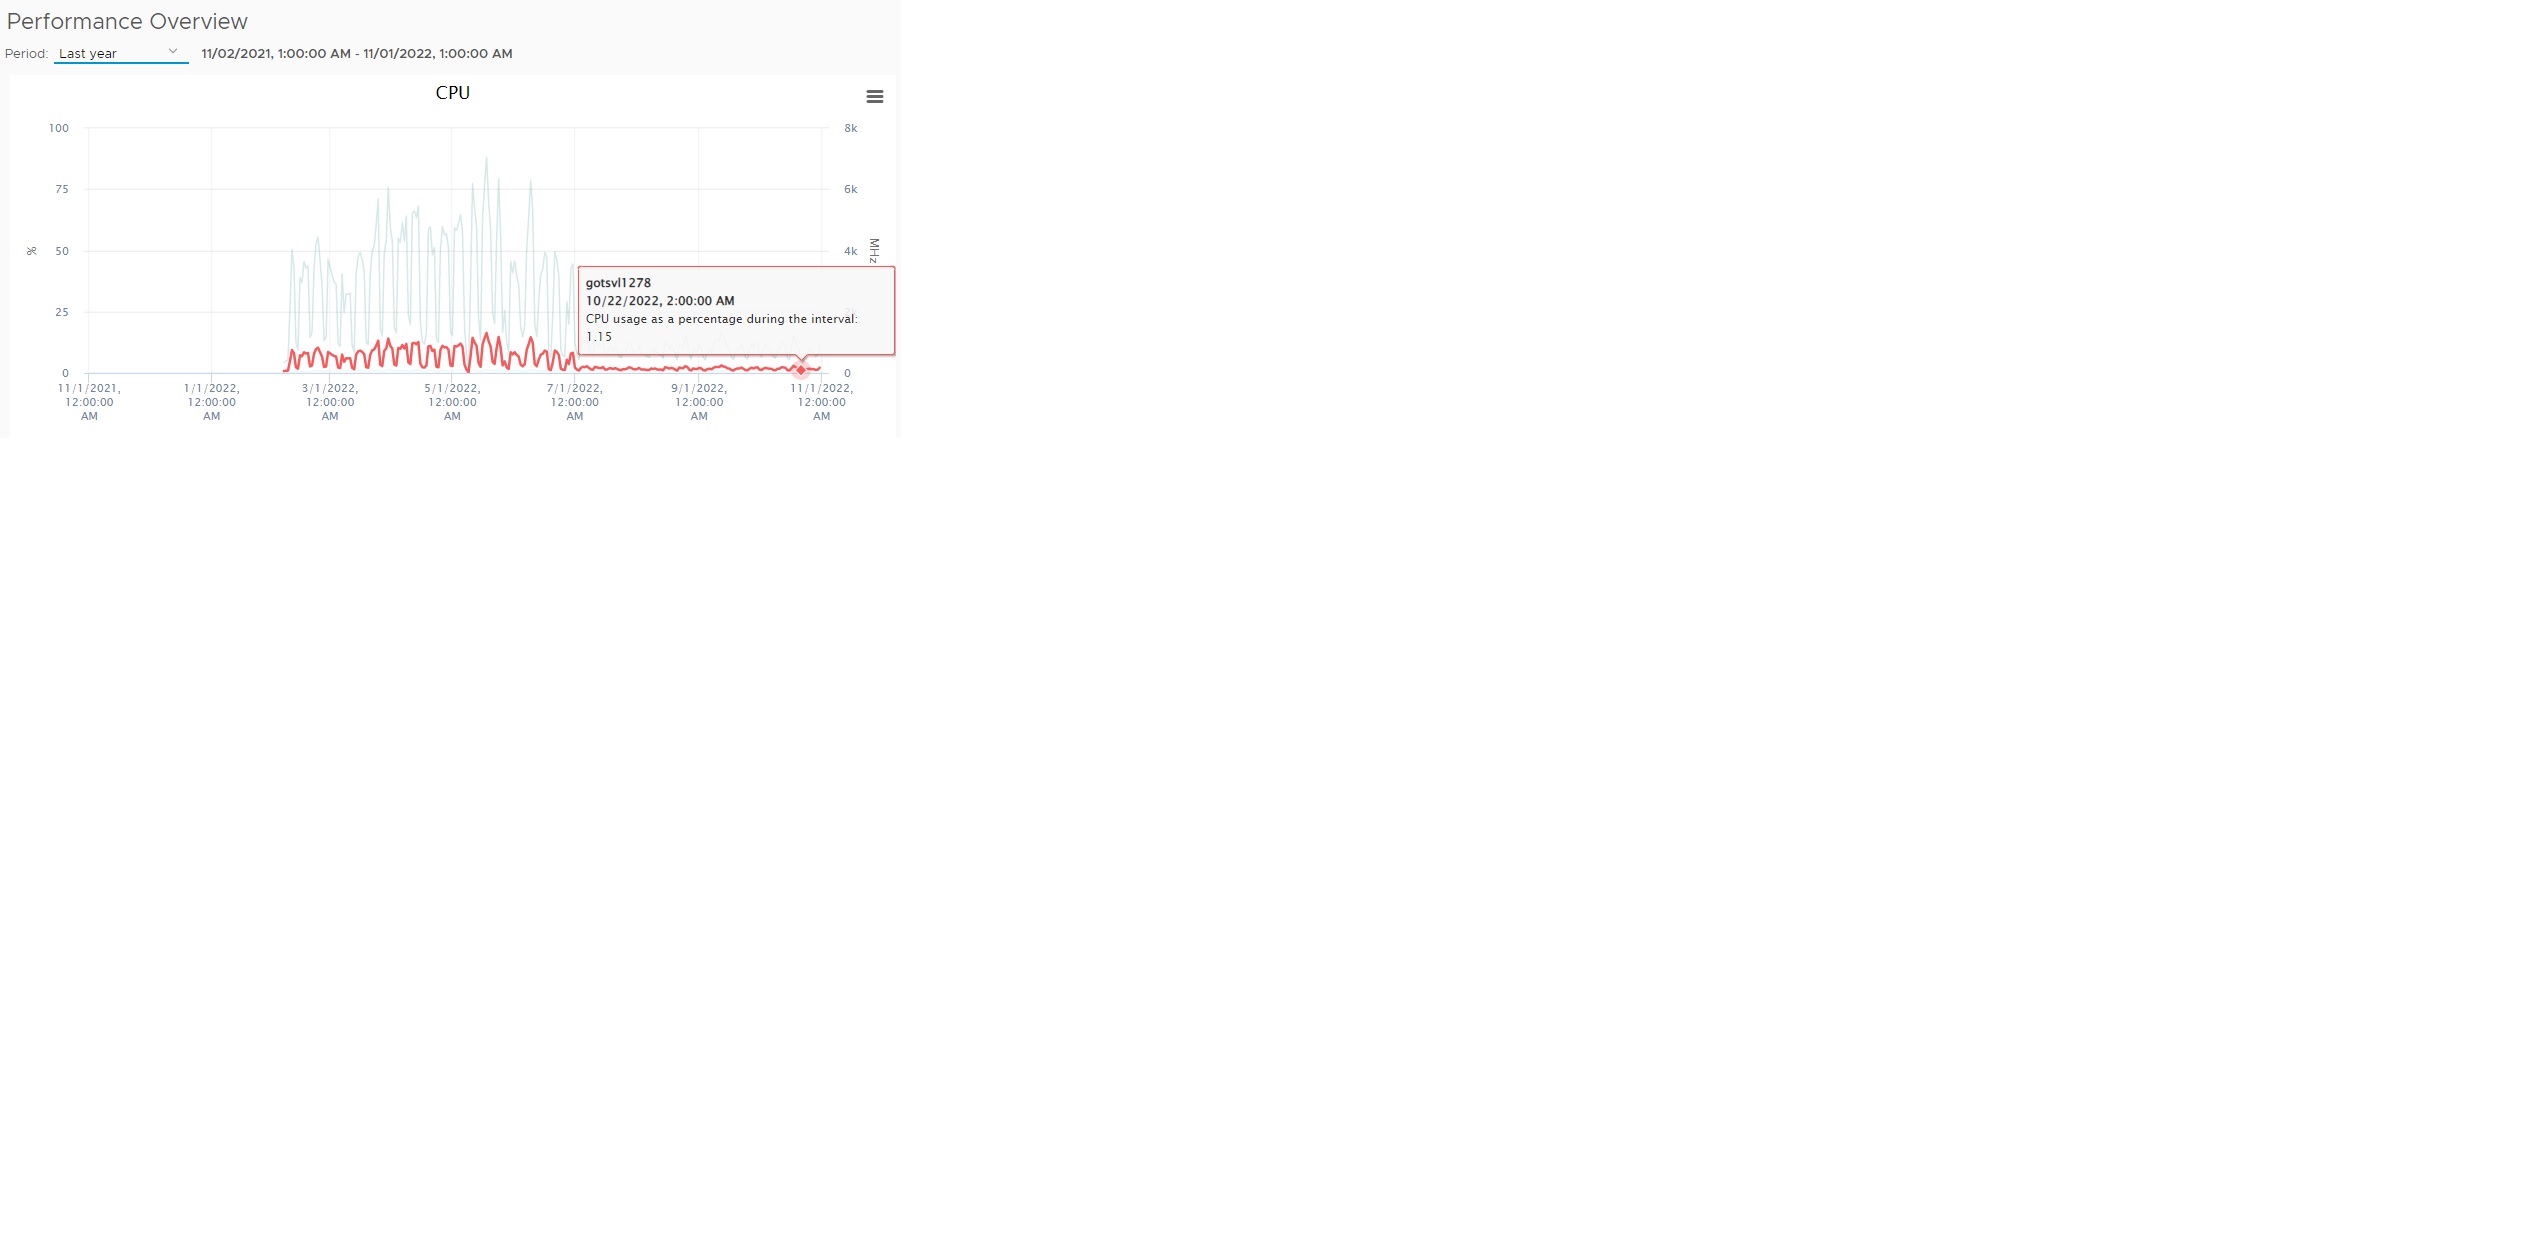 Performance Overview
Period: Last year 11/02/2021, 1:00:00 AM - 11/01/2022, 1:00:00 AM
CPU
100
75
50
25
0
%
8k
6k
4k
0
MHz
gotsvl1278
10/22/2022, 2:00:00 AM
CPU usage as a percentage during the interval:
1.15
11/1/2021,
12:00:00
AM
1/1/2022,
12:00:00
AM
3/1/2022,
12:00:00
AM
5/1/2022,
12:00:00
AM
7/1/2022,
12:00:00
AM
9/1/2022,
12:00:00
AM
11/1/2022,
12:00:00
AM